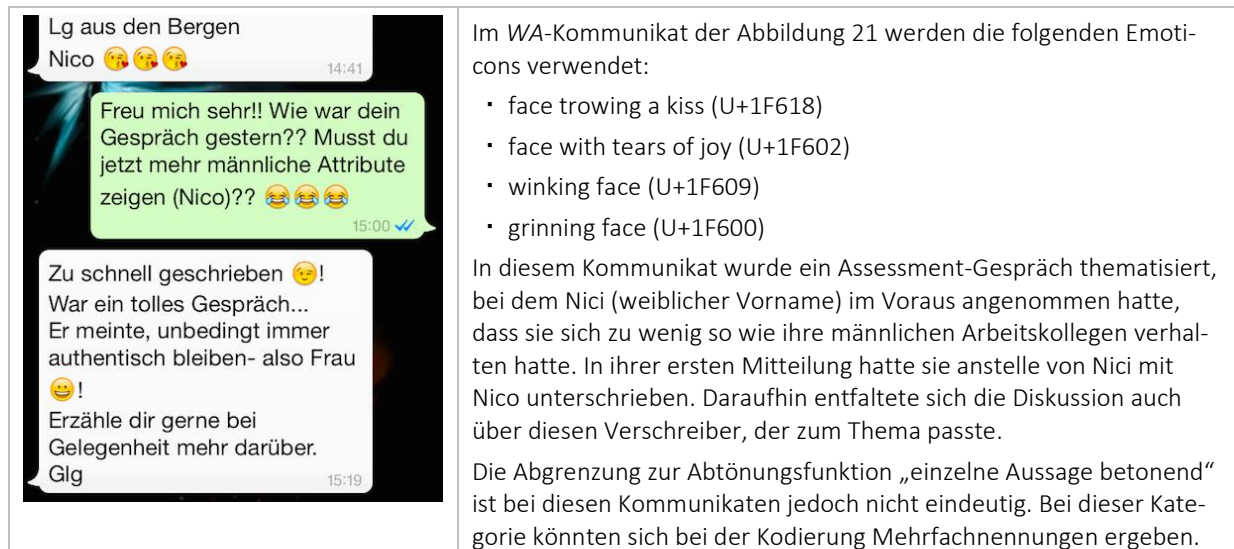 Lg aus den Bergen
Nico 😘😘😘
14:41
Freu mich sehr!! Wie war dein
Gespräch gestern?? Musst du
jetzt mehr männliche Attribute
zeigen (Nico)?? 😂😂😂
15:00
Zu schnell geschrieben 😉!
War ein tolles Gespräch...
Er meinte, unbedingt immer
authentisch bleiben- also Frau
😀!
Erzähle dir gerne bei
Gelegenheit mehr darüber.
Glg
15:19
Im WA-Kommunikat der Abbildung 21 werden die folgenden Emoti-
cons verwendet:
· face trowing a kiss (U+1F618)
· face with tears of joy (U+1F602)
· winking face (U+1F609)
· grinning face (U+1F600)
In diesem Kommunikat wurde ein Assessment-Gespräch thematisiert,
bei dem Nici (weiblicher Vorname) im Voraus angenommen hatte,
dass sie sich zu wenig so wie ihre männlichen Arbeitskollegen verhal-
ten hatte. In ihrer ersten Mitteilung hatte sie anstelle von Nici mit
Nico unterschrieben. Daraufhin entfaltete sich die Diskussion auch
über diesen Verschreiber, der zum Thema passte.
Die Abgrenzung zur Abtönungsfunktion „einzelne Aussage betonend“
ist bei diesen Kommunikaten jedoch nicht eindeutig. Bei dieser Kate-
gorie könnten sich bei der Kodierung Mehrfachnennungen ergeben.